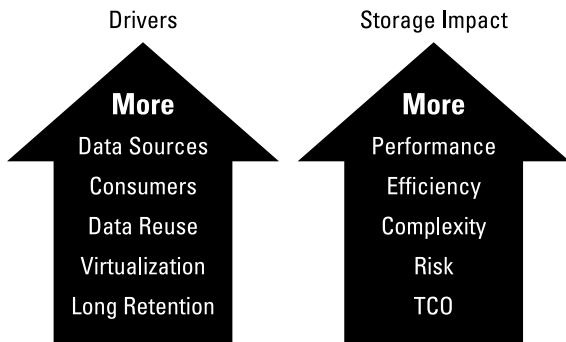 Drivers
More
Data Sources
Consumers
Data Reuse
Virtualization
Long Retention
Storage Impact
More
Performance
Efficiency
Complexity
Risk
TCO